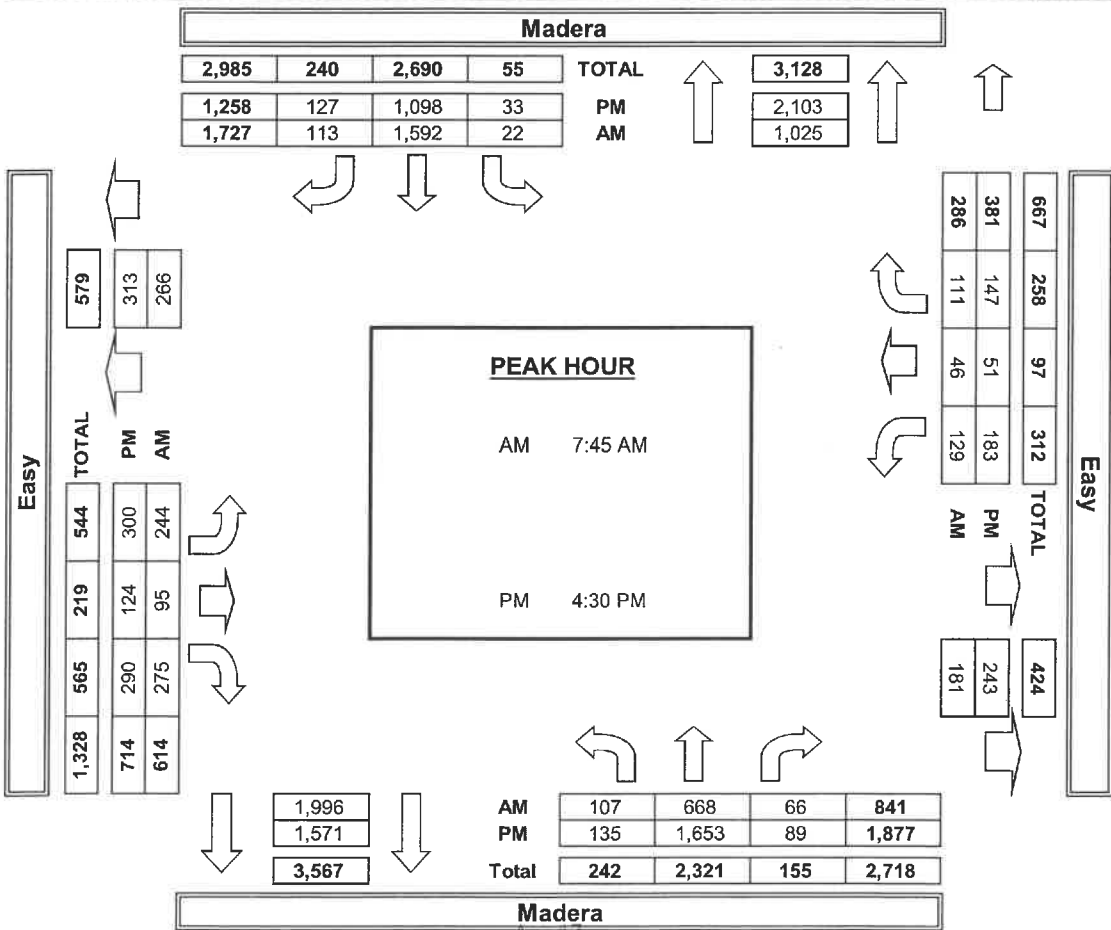 Madera
2,985 240 2,690 55 TOTAL 3,128
1,258 127 1,098 33 PM 2,103
1,727 113 1,592 22 AM 1,025
Easy
579 313 266
TOTAL PM AM
544 300 244
219 124 95
565 290 275
1,328 714 614
PEAK HOUR
AM 7:45 AM
PM 4:30 PM
286 381 667
111 147 258
46 51 97
129 183 312
AM PM TOTAL
181 243 424
Easy
1,996 AM 107 668 66 841
1,571 PM 135 1,653 89 1,877
3,567 Total 242 2,321 155 2,718
Madera